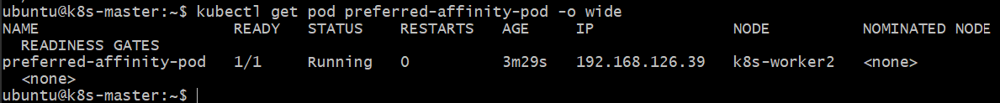 ubuntu@k8s-master:~$ kubectl get pod preferred-affinity-pod -o wide
NAME                     READY   STATUS    RESTARTS   AGE     IP               NODE          NOMINATED NODE
  READINESS GATES
preferred-affinity-pod   1/1     Running   0          3m29s   192.168.126.39   k8s-worker2   <none>
  <none>
ubuntu@k8s-master:~$